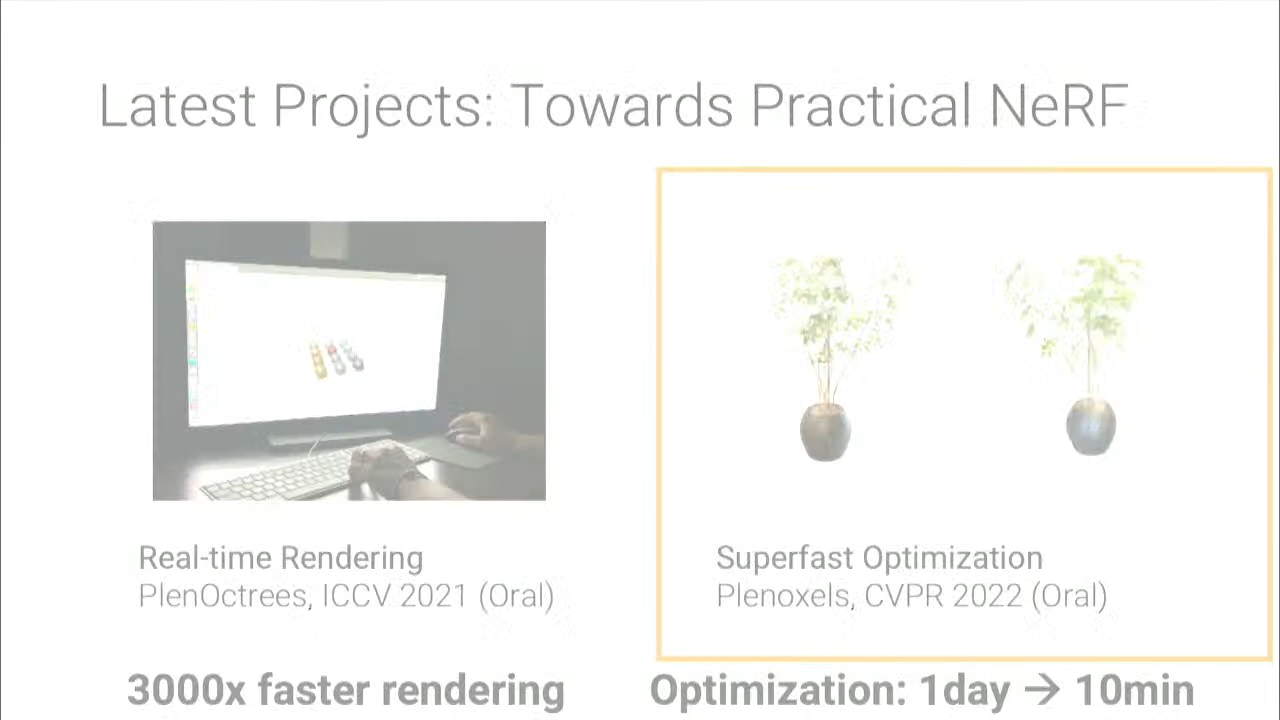 Latest Projects: Towards Practical NeRF
Real-time Rendering
PlenOctrees, ICCV 2021 (Oral)
3000x faster rendering
Superfast Optimization
Plenoxels, CVPR 2022 (Oral)
Optimization: 1day → 10min